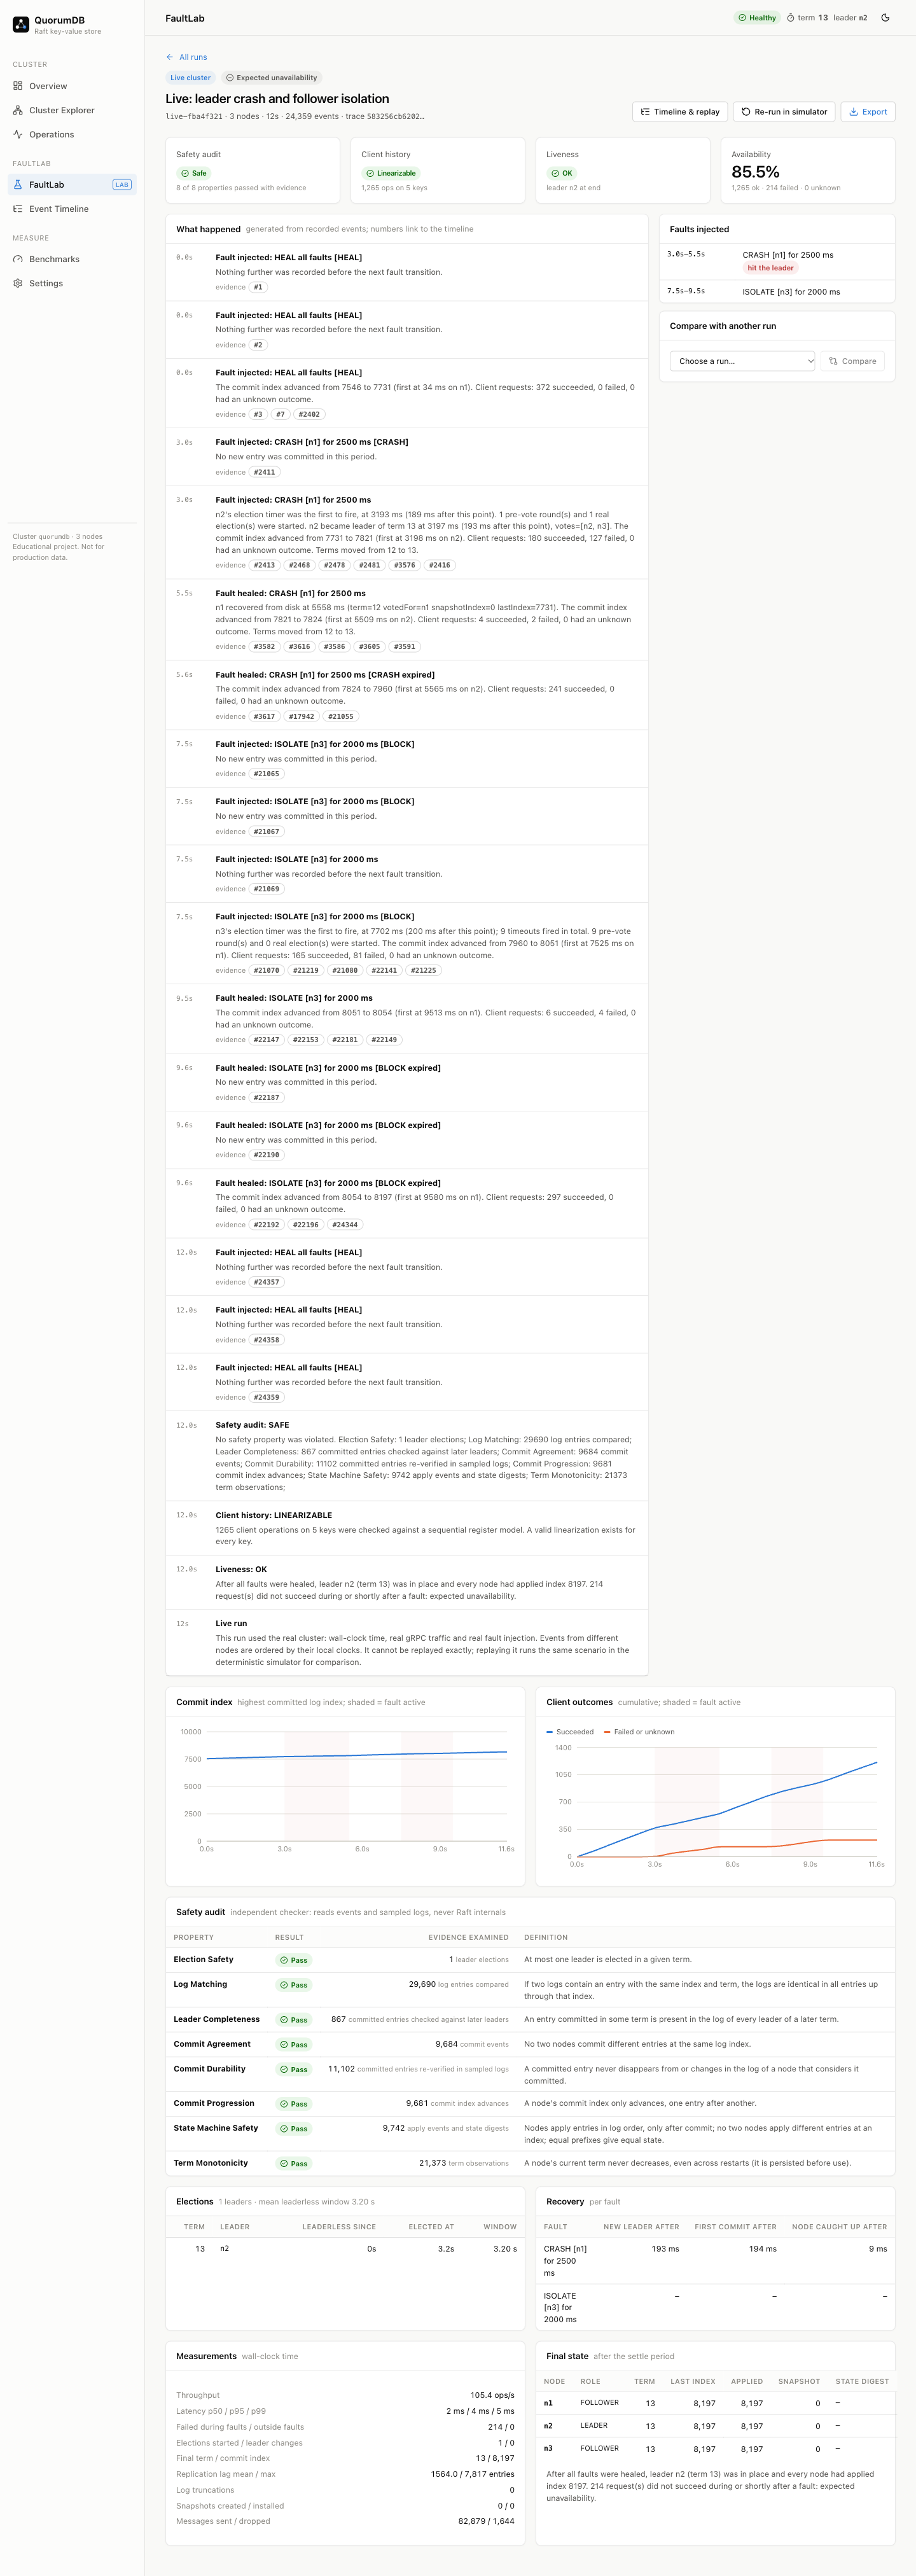 QuorumDB
Raft key-value store
CLUSTER
Overview
Cluster Explorer
Operations
FAULTLAB
FaultLab
LAB
Event Timeline
MEASURE
Benchmarks
Settings
Cluster quorumdb · 3 nodes
Educational project. Not for
production data.
FaultLab
Healthy term 13 leader n2
← All runs
Live cluster Expected unavailability
Live: leader crash and follower isolation
live-fba4f321 · 3 nodes · 12s · 24,359 events · trace 583256cb6202…
Timeline & replay Re-run in simulator Export
Safety audit
Safe
8 of 8 properties passed with evidence
Client history
Linearizable
1,265 ops on 5 keys
Liveness
OK
leader n2 at end
Availability
85.5%
1,265 ok · 214 failed · 0 unknown
What happened generated from recorded events; numbers link to the timeline
0.0s Fault injected: HEAL all faults [HEAL]
Nothing further was recorded before the next fault transition.
evidence #1
0.0s Fault injected: HEAL all faults [HEAL]
Nothing further was recorded before the next fault transition.
evidence #2
0.0s Fault injected: HEAL all faults [HEAL]
The commit index advanced from 7546 to 7731 (first at 34 ms on n1). Client requests: 372 succeeded, 0 failed, 0
had an unknown outcome.
evidence #3 #7 #2402
3.0s Fault injected: CRASH [n1] for 2500 ms [CRASH]
No new entry was committed in this period.
evidence #2411
3.0s Fault injected: CRASH [n1] for 2500 ms
n2's election timer was the first to fire, at 3193 ms (189 ms after this point). 1 pre-vote round(s) and 1 real
election(s) were started. n2 became leader of term 13 at 3197 ms (193 ms after this point), votes=[n2, n3]. The
commit index advanced from 7731 to 7821 (first at 3198 ms on n2). Client requests: 180 succeeded, 127 failed, 0
had an unknown outcome. Terms moved from 12 to 13.
evidence #2413 #2468 #2478 #2481 #3576 #2416
5.5s Fault healed: CRASH [n1] for 2500 ms
n1 recovered from disk at 5558 ms (term=12 votedFor=n1 snapshotIndex=0 lastIndex=7731). The commit index
advanced from 7821 to 7824 (first at 5509 ms on n2). Client requests: 4 succeeded, 2 failed, 0 had an unknown
outcome. Terms moved from 12 to 13.
evidence #3582 #3616 #3586 #3605 #3591
5.6s Fault healed: CRASH [n1] for 2500 ms [CRASH expired]
The commit index advanced from 7824 to 7960 (first at 5565 ms on n2). Client requests: 241 succeeded, 0
failed, 0 had an unknown outcome.
evidence #3617 #17942 #21055
7.5s Fault injected: ISOLATE [n3] for 2000 ms [BLOCK]
No new entry was committed in this period.
evidence #21065
7.5s Fault injected: ISOLATE [n3] for 2000 ms [BLOCK]
No new entry was committed in this period.
evidence #21067
7.5s Fault injected: ISOLATE [n3] for 2000 ms
Nothing further was recorded before the next fault transition.
evidence #21069
7.5s Fault injected: ISOLATE [n3] for 2000 ms [BLOCK]
n3's election timer was the first to fire, at 7702 ms (200 ms after this point); 9 timeouts fired in total. 9 pre-vote
round(s) and 0 real election(s) were started. The commit index advanced from 7960 to 8051 (first at 7525 ms on
n1). Client requests: 165 succeeded, 81 failed, 0 had an unknown outcome.
evidence #21070 #21219 #21080 #22141 #21225
9.5s Fault healed: ISOLATE [n3] for 2000 ms
The commit index advanced from 8051 to 8054 (first at 9513 ms on n1). Client requests: 6 succeeded, 4 failed, 0
had an unknown outcome.
evidence #22147 #22153 #22181 #22149
9.6s Fault healed: ISOLATE [n3] for 2000 ms [BLOCK expired]
No new entry was committed in this period.
evidence #22187
9.6s Fault healed: ISOLATE [n3] for 2000 ms [BLOCK expired]
No new entry was committed in this period.
evidence #22190
9.6s Fault healed: ISOLATE [n3] for 2000 ms [BLOCK expired]
The commit index advanced from 8054 to 8197 (first at 9580 ms on n1). Client requests: 297 succeeded, 0
failed, 0 had an unknown outcome.
evidence #22192 #22196 #24344
12.0s Fault injected: HEAL all faults [HEAL]
Nothing further was recorded before the next fault transition.
evidence #24357
12.0s Fault injected: HEAL all faults [HEAL]
Nothing further was recorded before the next fault transition.
evidence #24358
12.0s Fault injected: HEAL all faults [HEAL]
Nothing further was recorded before the next fault transition.
evidence #24359
12.0s Safety audit: SAFE
No safety property was violated. Election Safety: 1 leader elections; Log Matching: 29690 log entries compared;
Leader Completeness: 867 committed entries checked against later leaders; Commit Agreement: 9684 commit
events; Commit Durability: 11102 committed entries re-verified in sampled logs; Commit Progression: 9681
commit index advances; State Machine Safety: 9742 apply events and state digests; Term Monotonicity: 21373
term observations;
12.0s Client history: LINEARIZABLE
1265 client operations on 5 keys were checked against a sequential register model. A valid linearization exists for
every key.
12.0s Liveness: OK
After all faults were healed, leader n2 (term 13) was in place and every node had applied index 8197. 214
request(s) did not succeed during or shortly after a fault: expected unavailability.
12s Live run
This run used the real cluster: wall-clock time, real gRPC traffic and real fault injection. Events from different
nodes are ordered by their local clocks. It cannot be replayed exactly; replaying it runs the same scenario in the
deterministic simulator for comparison.
Faults injected
3.0s–5.5s CRASH [n1] for 2500 ms
hit the leader
7.5s–9.5s ISOLATE [n3] for 2000 ms
Compare with another run
Choose a run… Compare
Commit index highest committed log index; shaded = fault active
10000
7500
5000
2500
0
0.0s 3.0s 6.0s 9.0s 11.6s
Client outcomes cumulative; shaded = fault active
Succeeded Failed or unknown
1400
1050
700
350
0
0.0s 3.0s 6.0s 9.0s 11.6s
Safety audit independent checker: reads events and sampled logs, never Raft internals
PROPERTY RESULT EVIDENCE EXAMINED DEFINITION
Election Safety Pass 1 leader elections At most one leader is elected in a given term.
Log Matching Pass 29,690 log entries compared If two logs contain an entry with the same index and term, the logs are identical in all entries up
through that index.
Leader Completeness Pass 867 committed entries checked against later leaders An entry committed in some term is present in the log of every leader of a later term.
Commit Agreement Pass 9,684 commit events No two nodes commit different entries at the same log index.
Commit Durability Pass 11,102 committed entries re-verified in sampled logs A committed entry never disappears from or changes in the log of a node that considers it
committed.
Commit Progression Pass 9,681 commit index advances A node's commit index only advances, one entry after another.
State Machine Safety Pass 9,742 apply events and state digests Nodes apply entries in log order, only after commit; no two nodes apply different entries at an
index; equal prefixes give equal state.
Term Monotonicity Pass 21,373 term observations A node's current term never decreases, even across restarts (it is persisted before use).
Elections 1 leaders · mean leaderless window 3.20 s
TERM LEADER LEADERLESS SINCE ELECTED AT WINDOW
13 n2 0s 3.2s 3.20 s
Recovery per fault
FAULT NEW LEADER AFTER FIRST COMMIT AFTER NODE CAUGHT UP AFTER
CRASH [n1] 193 ms 194 ms 9 ms
for 2500
ms
ISOLATE – – –
[n3] for
2000 ms
Measurements wall-clock time
Throughput 105.4 ops/s
Latency p50 / p95 / p99 2 ms / 4 ms / 5 ms
Failed during faults / outside faults 214 / 0
Elections started / leader changes 1 / 0
Final term / commit index 13 / 8,197
Replication lag mean / max 1564.0 / 7,817 entries
Log truncations 0
Snapshots created / installed 0 / 0
Messages sent / dropped 82,879 / 1,644
Final state after the settle period
NODE ROLE TERM LAST INDEX APPLIED SNAPSHOT STATE DIGEST
n1 FOLLOWER 13 8,197 8,197 0 –
n2 LEADER 13 8,197 8,197 0 –
n3 FOLLOWER 13 8,197 8,197 0 –
After all faults were healed, leader n2 (term 13) was in place and every node had applied
index 8197. 214 request(s) did not succeed during or shortly after a fault: expected
unavailability.